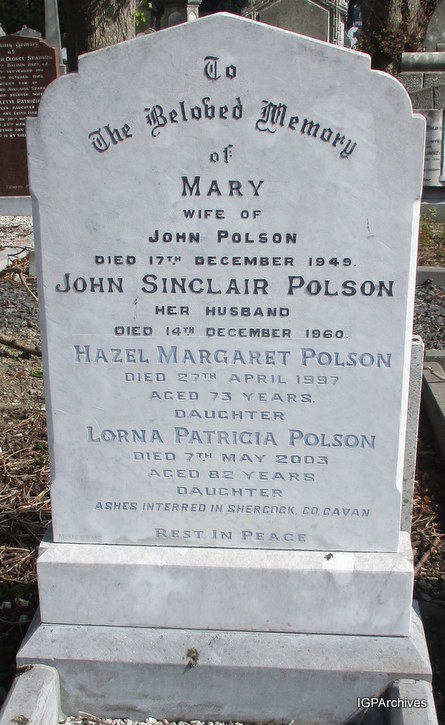 To
The Beloved Memory
of
MARY
WIFE OF
JOHN POLSON
DIED 17TH DECEMBER 1949.
JOHN SINCLAIR POLSON
HER HUSBAND
DIED 14TH DECEMBER 1960.
HAZEL MARGARET POLSON
DIED 27TH APRIL 1997
AGED 73 YEARS.
DAUGHTER
LORNA PATRICIA POLSON
DIED 7TH MAY 2003
AGED 82 YEARS
DAUGHTER
ASHES INTERRED IN SHERCOCK, CO. CAVAN
REST IN PEACE
IGPArchives